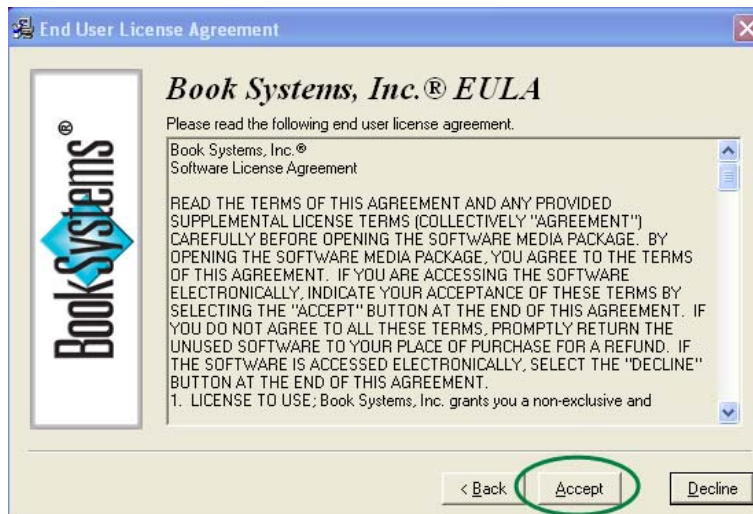 End User License Agreement
Book Systems, Inc.® EULA
Please read the following end user license agreement.
Book Systems, Inc.®
Software License Agreement
READ THE TERMS OF THIS AGREEMENT AND ANY PROVIDED
SUPPLEMENTAL LICENSE TERMS (COLLECTIVELY "AGREEMENT")
CAREFULLY BEFORE OPENING THE SOFTWARE MEDIA PACKAGE. BY
OPENING THE SOFTWARE MEDIA PACKAGE, YOU AGREE TO THE TERMS
OF THIS AGREEMENT. IF YOU ARE ACCESSING THE SOFTWARE
ELECTRONICALLY, INDICATE YOUR ACCEPTANCE OF THESE TERMS BY
SELECTING THE "ACCEPT" BUTTON AT THE END OF THIS AGREEMENT. IF
YOU DO NOT AGREE TO ALL THESE TERMS, PROMPTLY RETURN THE
UNUSED SOFTWARE TO YOUR PLACE OF PURCHASE FOR A REFUND. IF
THE SOFTWARE IS ACCESSED ELECTRONICALLY, SELECT THE "DECLINE"
BUTTON AT THE END OF THIS AGREEMENT.
1. LICENSE TO USE; Book Systems, Inc. grants you a non-exclusive and
BookSystems®
< Back
Accept
Decline